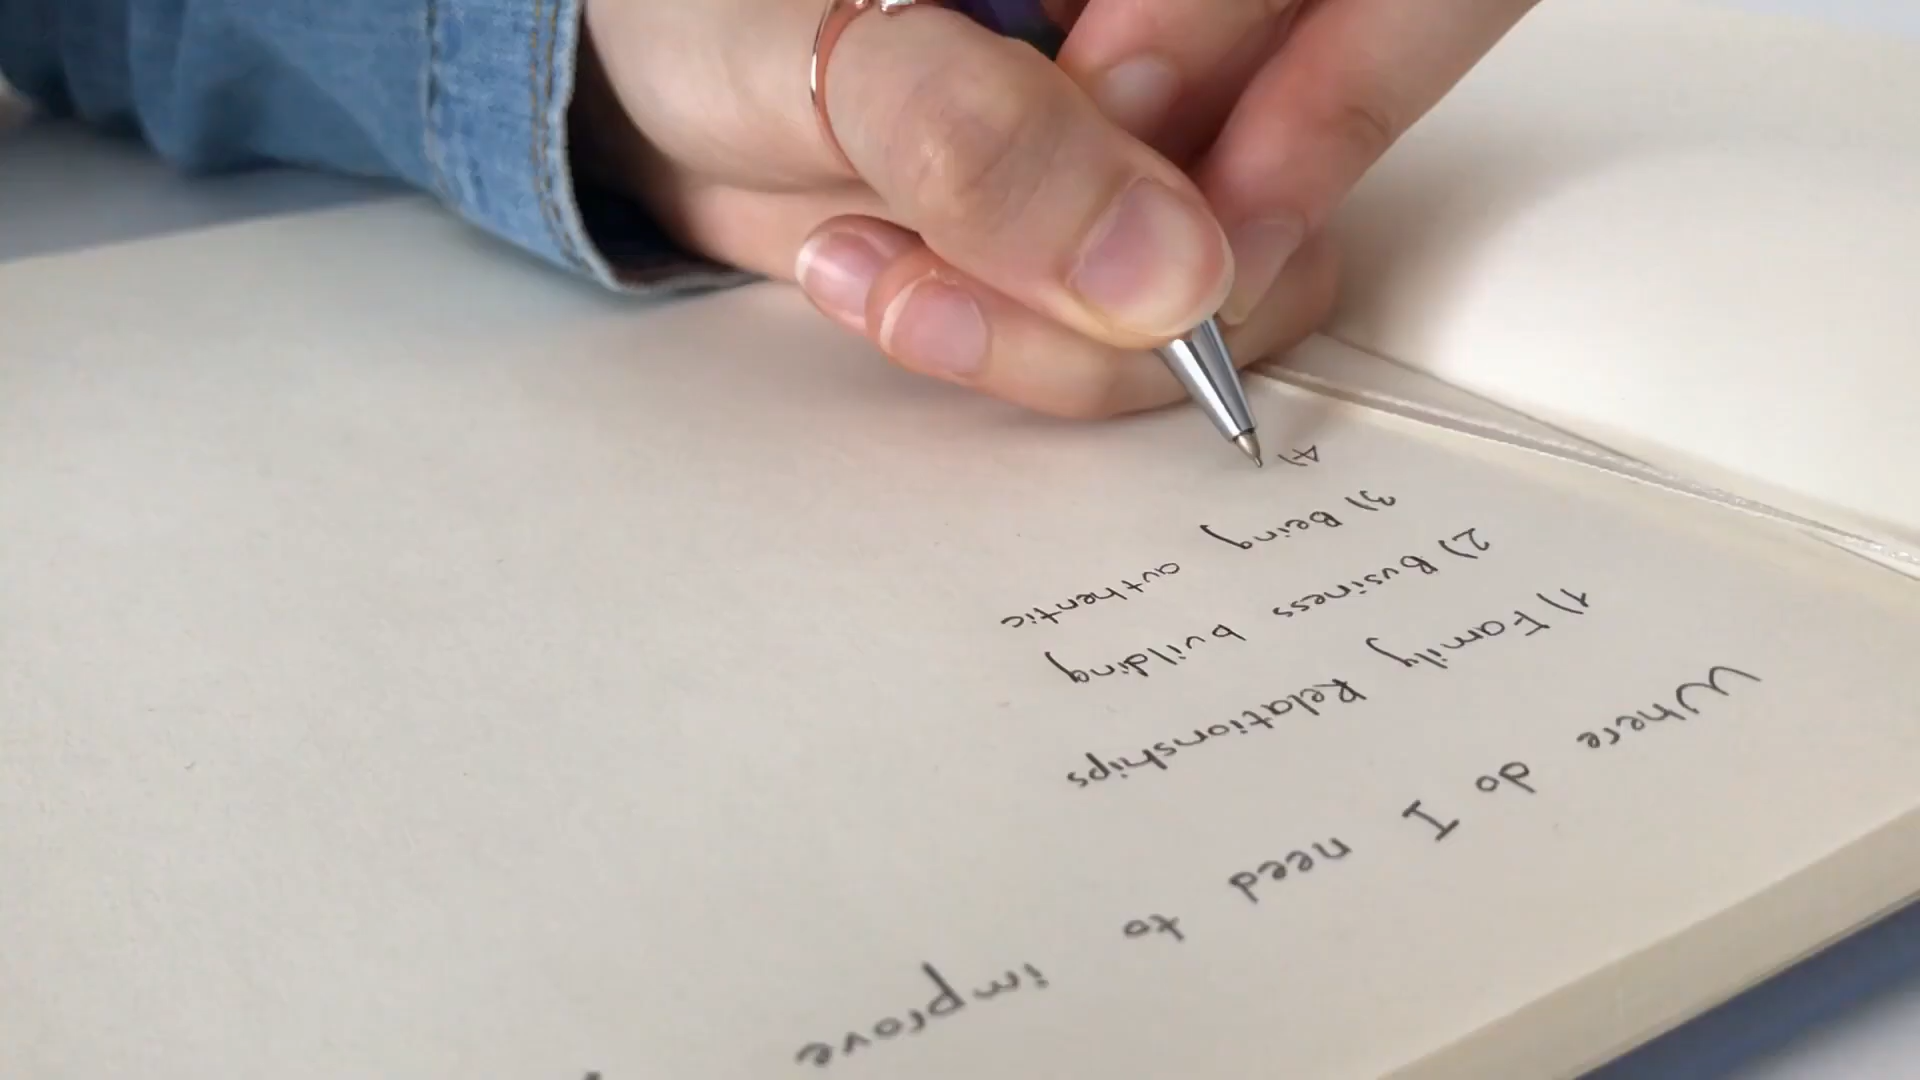 Where do I need to improve
1) Family Relationships
2) Business building
3) Being authentic
4)